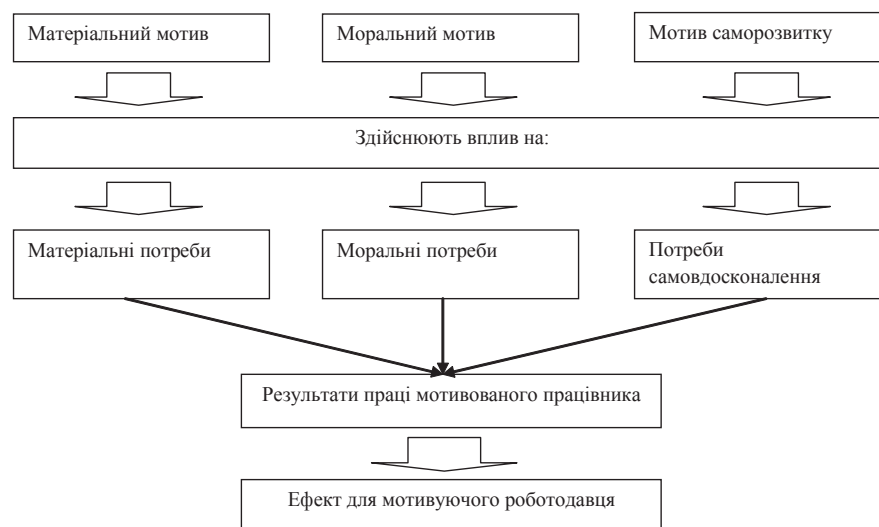 Матеріальний мотив
Моральний мотив
Мотив саморозвитку
Здійснюють вплив на:
Матеріальні потреби
Моральні потреби
Потреби
самовдосконалення
Результати праці мотивованого працівника
Ефект для мотивуючого роботодавця